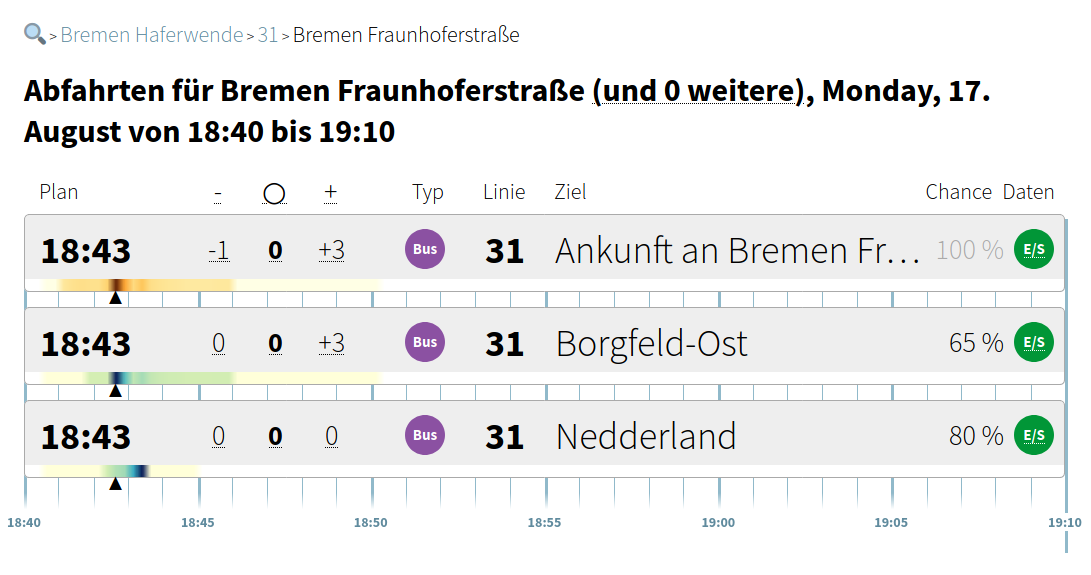 > Bremen Haferwende > 31 > Bremen Fraunhoferstraße
Abfahrten für Bremen Fraunhoferstraße (und 0 weitere), Monday, 17.
August von 18:40 bis 19:10
Plan - ○ + Typ Linie Ziel Chance Daten
18:43 -1 0 +3 Bus 31 Ankunft an Bremen Fr… 100 % E/S
18:43 0 0 +3 Bus 31 Borgfeld-Ost 65 % E/S
18:43 0 0 0 Bus 31 Nedderland 80 % E/S
18:40 18:45 18:50 18:55 19:00 19:05 19:10